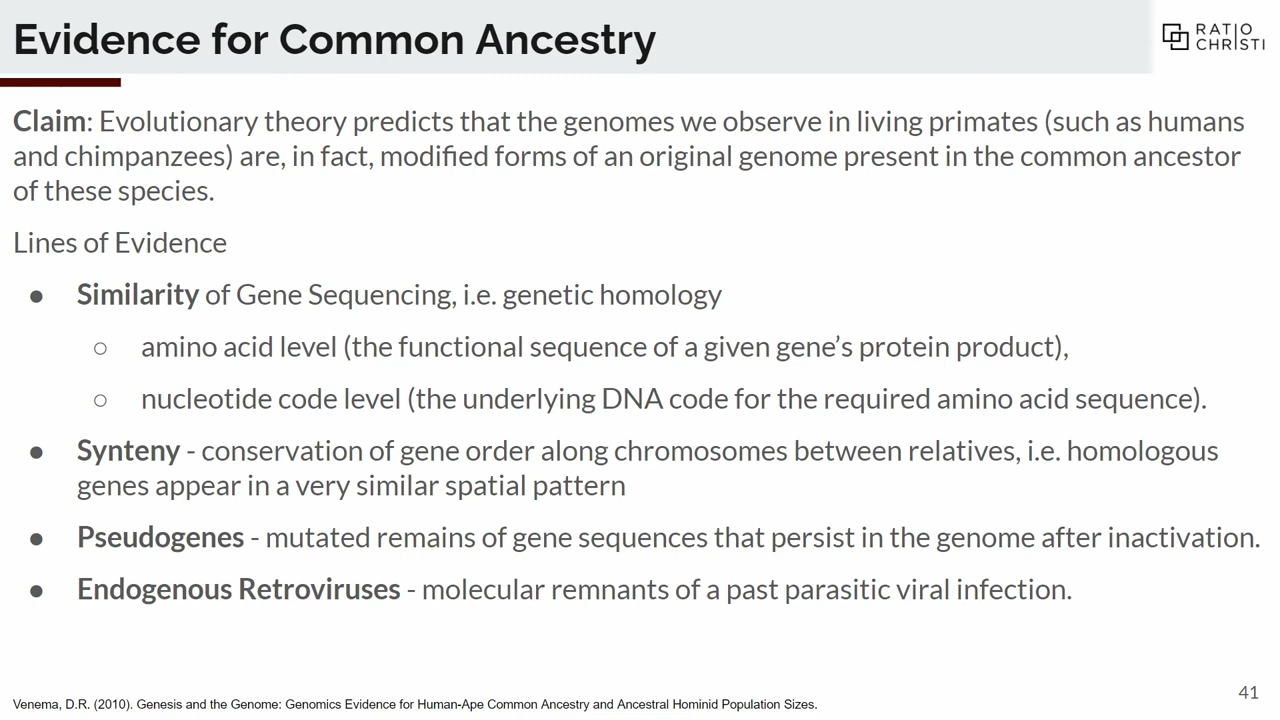 Evidence for Common Ancestry
RATIO
CHRISTI
Claim: Evolutionary theory predicts that the genomes we observe in living primates (such as humans
and chimpanzees) are, in fact, modified forms of an original genome present in the common ancestor
of these species.
Lines of Evidence
● Similarity of Gene Sequencing, i.e. genetic homology
○ amino acid level (the functional sequence of a given gene’s protein product),
○ nucleotide code level (the underlying DNA code for the required amino acid sequence).
● Synteny - conservation of gene order along chromosomes between relatives, i.e. homologous
genes appear in a very similar spatial pattern
● Pseudogenes - mutated remains of gene sequences that persist in the genome after inactivation.
● Endogenous Retroviruses - molecular remnants of a past parasitic viral infection.
41
Venema, D.R. (2010). Genesis and the Genome: Genomics Evidence for Human-Ape Common Ancestry and Ancestral Hominid Population Sizes.